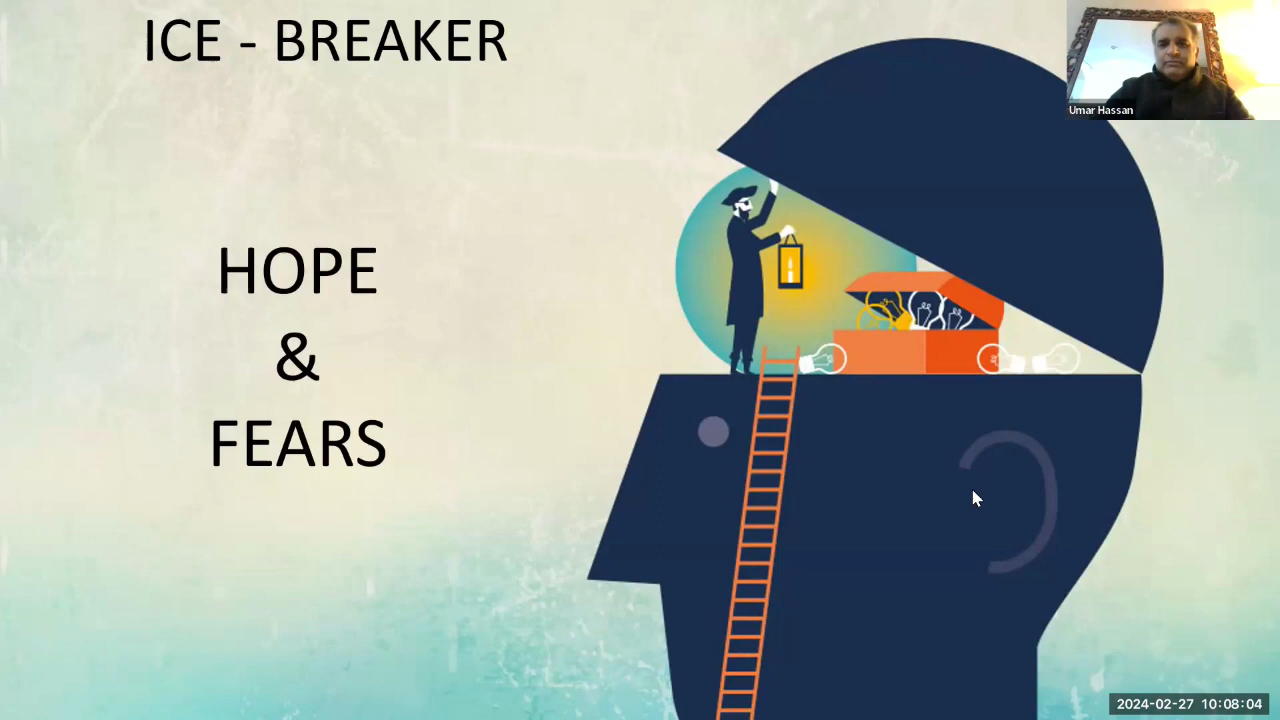 ICE - BREAKER
HOPE
&
FEARS
Umar Hassan
2024-02-27 10:08:04